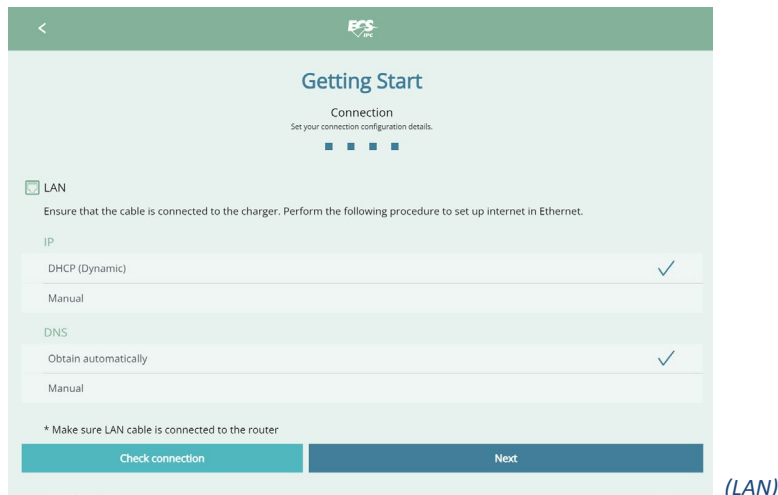 <
ECS
IPC
Getting Start
Connection
Set your connection configuration details.
LAN
Ensure that the cable is connected to the charger. Perform the following procedure to set up internet in Ethernet.
IP
DHCP (Dynamic)
Manual
DNS
Obtain automatically
Manual
* Make sure LAN cable is connected to the router
Check connection
Next
(LAN)